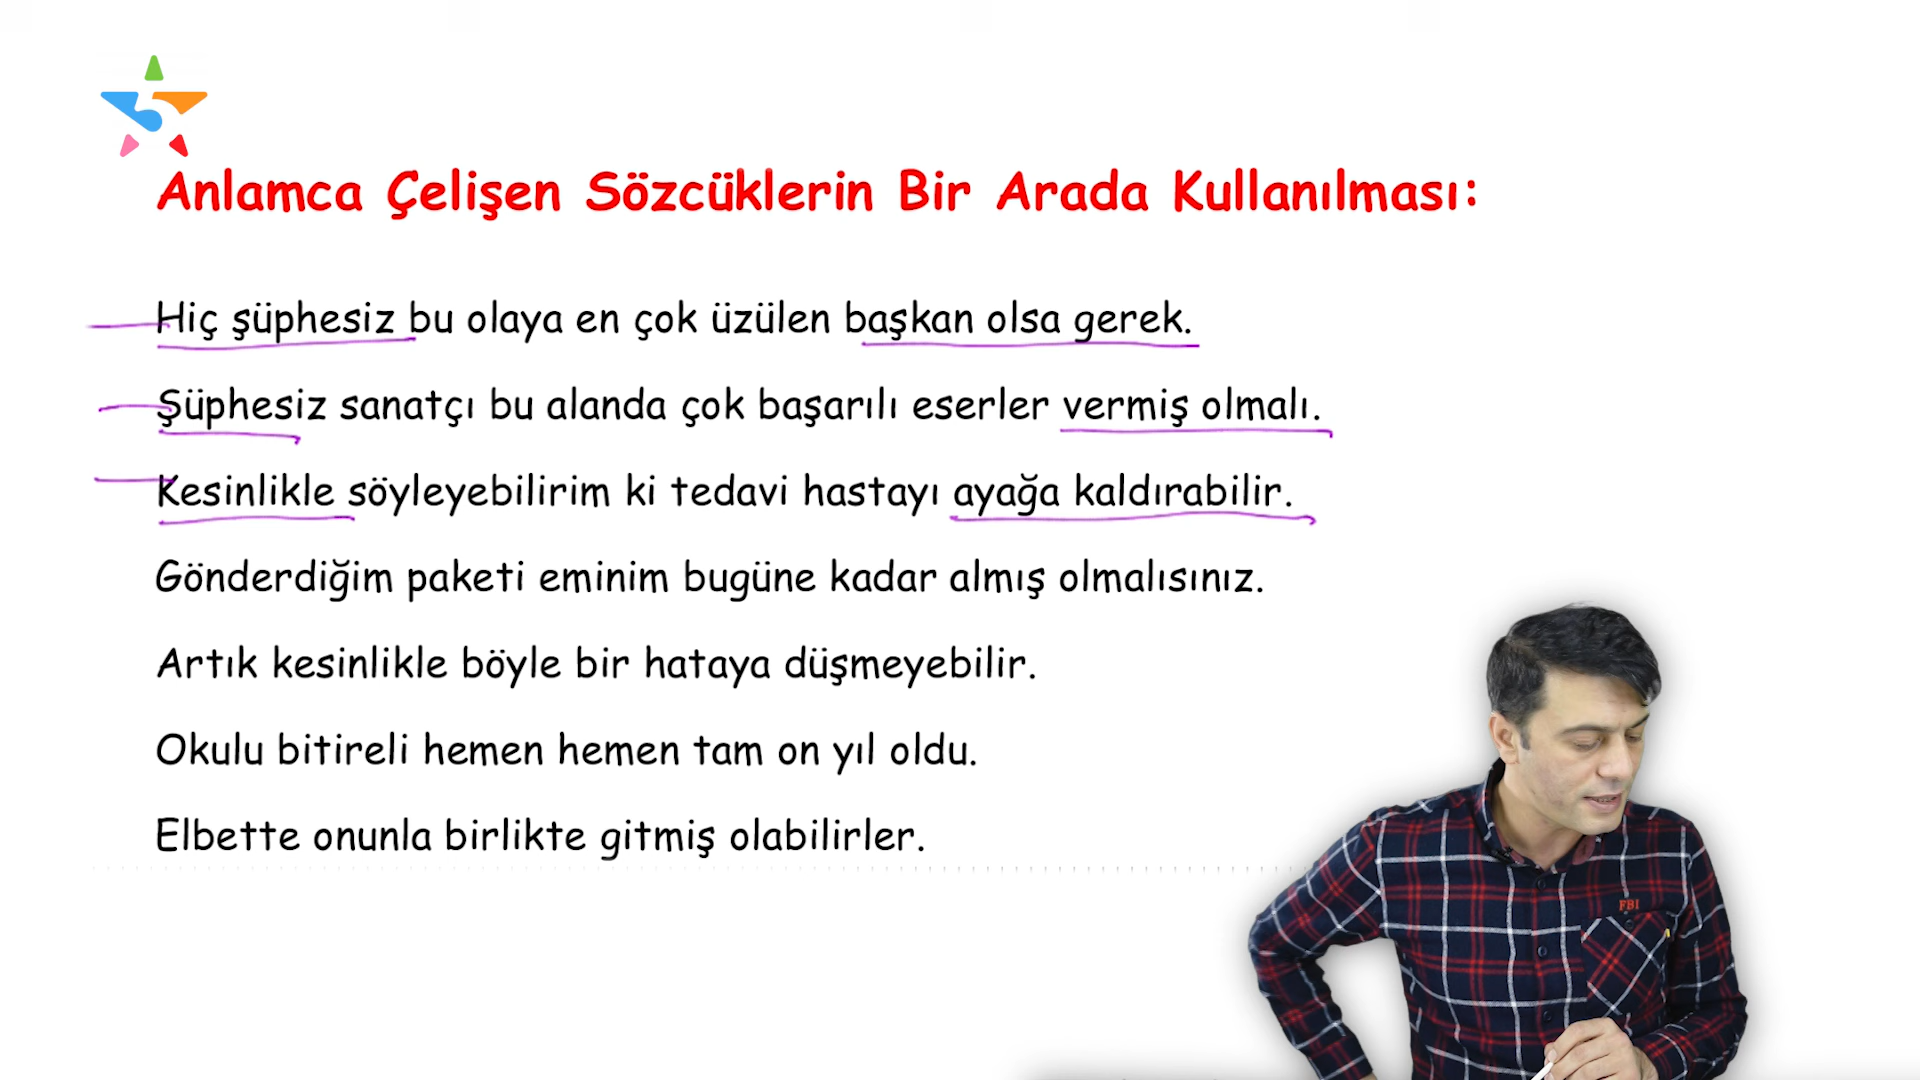 Anlamca Çelişen Sözcüklerin Bir Arada Kullanılması:
Hiç şüphesiz bu olaya en çok üzülen başkan olsa gerek.
Şüphesiz sanatçı bu alanda çok başarılı eserler vermiş olmalı.
Kesinlikle söyleyebilirim ki tedavi hastayı ayağa kaldırabilir.
Gönderdiğim paketi eminim bugüne kadar almış olmalısınız.
Artık kesinlikle böyle bir hataya düşmeyebilir.
Okulu bitireli hemen hemen tam on yıl oldu.
Elbette onunla birlikte gitmiş olabilirler.
FBI